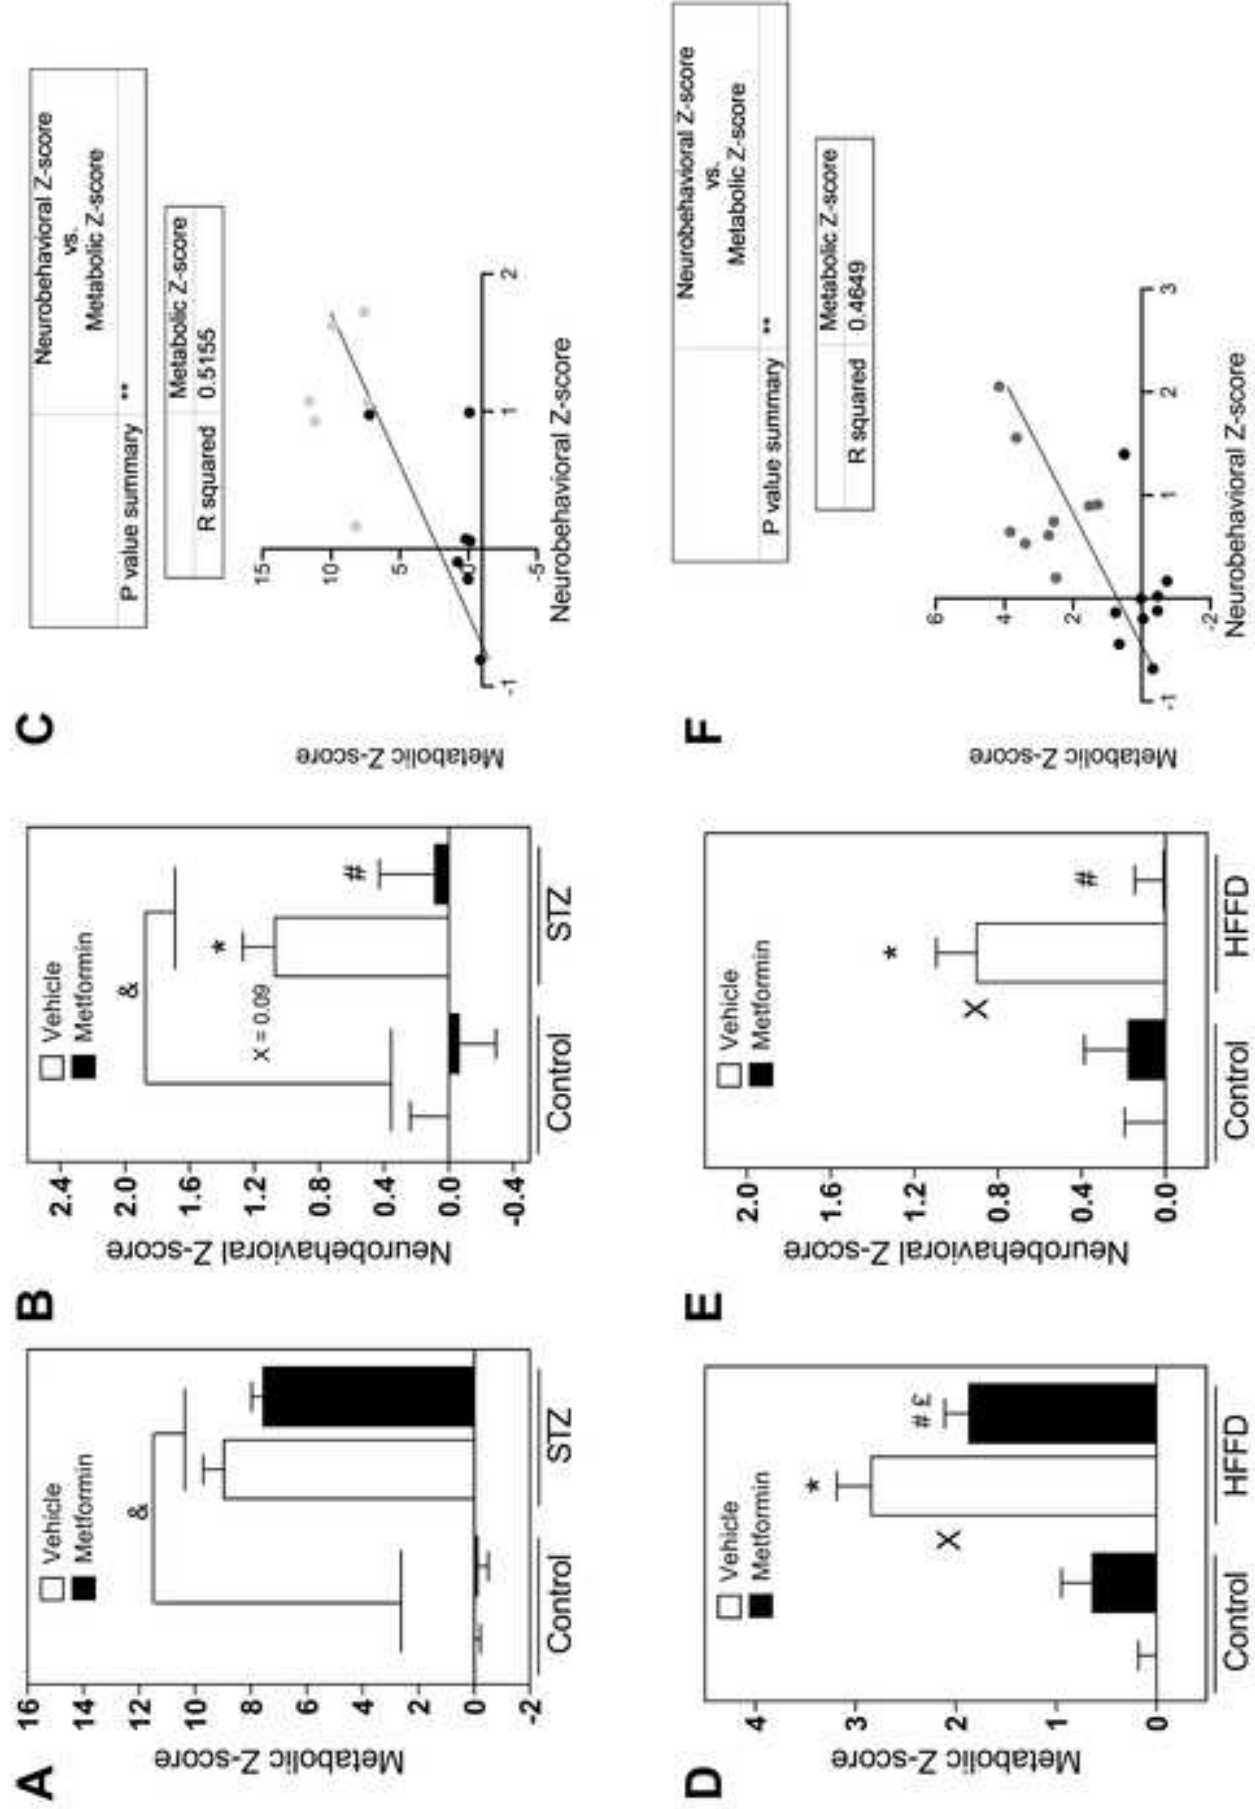 A
Metabolic Z-score
16
14
12
10
8
6
4
2
0
-2
Vehicle
Metformin
&
Control
STZ
B
Neurobehavioral Z-score
2.4
2.0
1.6
1.2
0.8
0.4
0.0
-0.4
Vehicle
Metformin
&
X = 0.09
*
#
Control
STZ
C
Neurobehavioral Z-score
vs.
Metabolic Z-score
P value summary **
Metabolic Z-score
R squared 0.5155
Metabolic Z-score
15
10
5
0
-5
-1
1
2
Neurobehavioral Z-score
D
Metabolic Z-score
4
3
2
1
0
Vehicle
Metformin
X
*
# £
Control
HFFD
E
Neurobehavioral Z-score
2.0
1.6
1.2
0.8
0.4
0.0
Vehicle
Metformin
X
*
#
Control
HFFD
F
Neurobehavioral Z-score
vs.
Metabolic Z-score
P value summary **
Metabolic Z-score
R squared 0.4649
Metabolic Z-score
6
4
2
-2
-1
1
2
3
Neurobehavioral Z-score